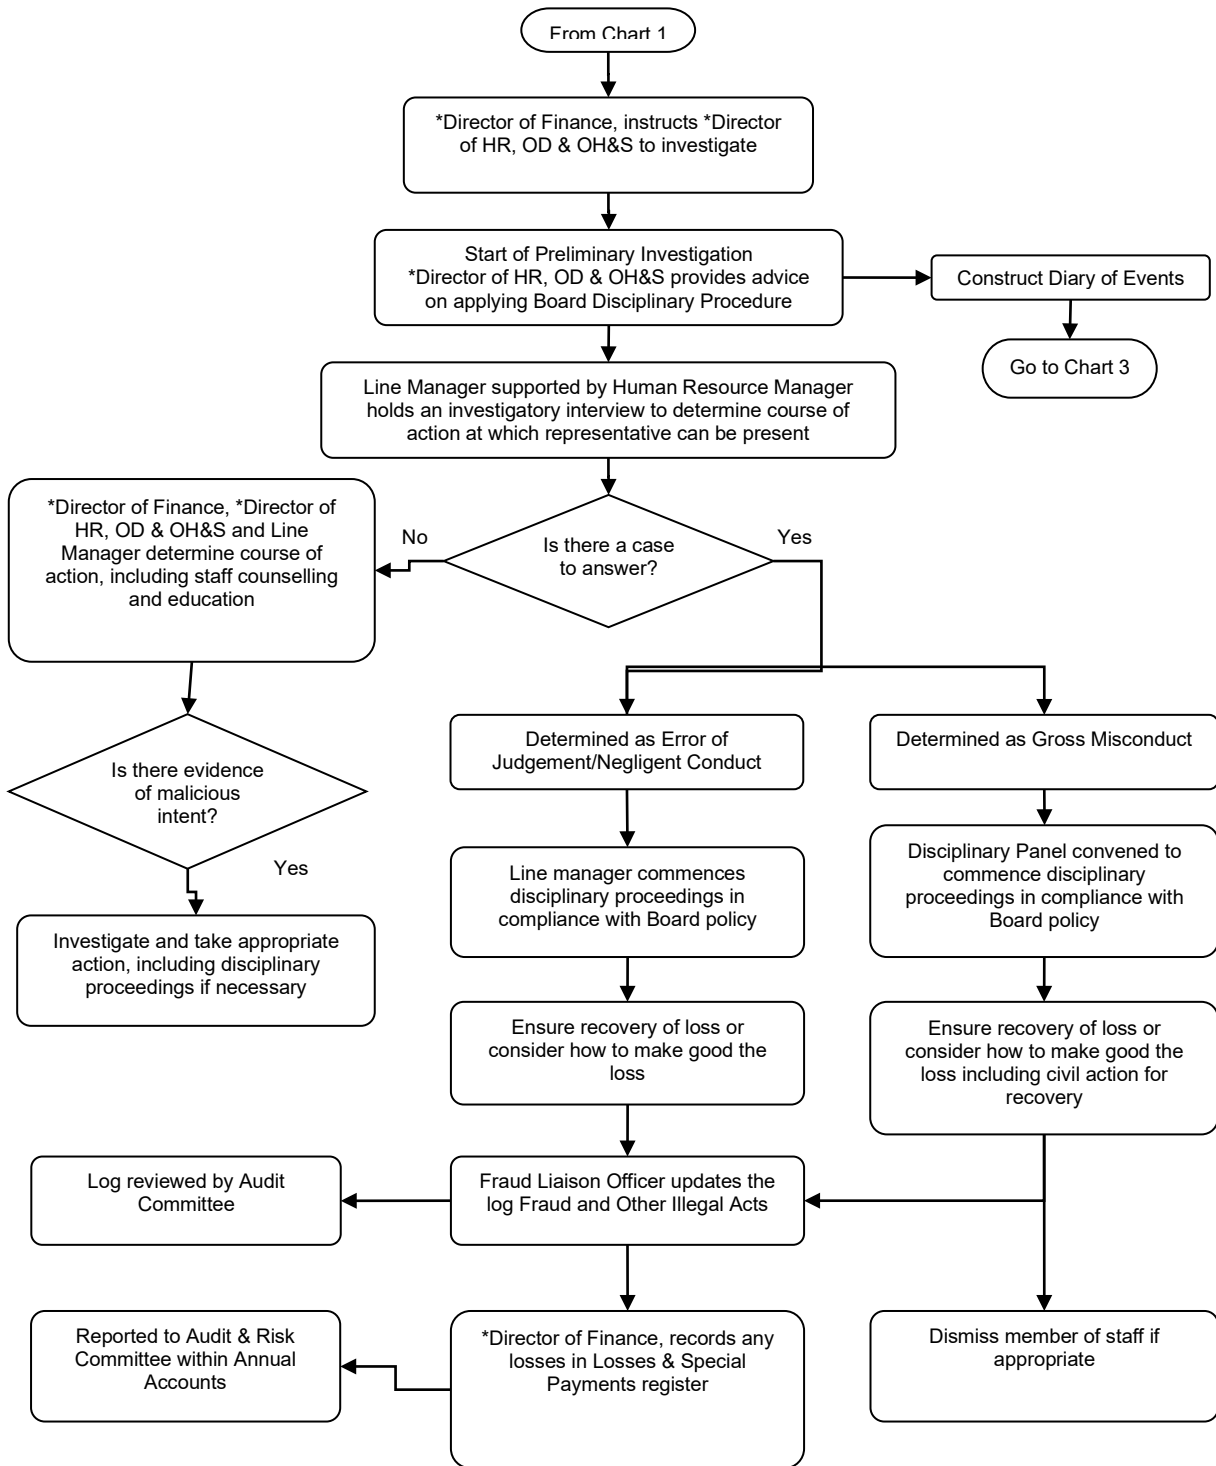 From Chart 1
*Director of Finance, instructs *Director
of HR, OD & OH&S to investigate
Start of Preliminary Investigation
*Director of HR, OD & OH&S provides advice
on applying Board Disciplinary Procedure
Construct Diary of Events
Go to Chart 3
Line Manager supported by Human Resource Manager
holds an investigatory interview to determine course of
action at which representative can be present
*Director of Finance, *Director of
HR, OD & OH&S and Line
Manager determine course of
action, including staff counselling
and education
No
Is there a case
to answer?
Yes
Is there evidence
of malicious
intent?
Yes
Investigate and take appropriate
action, including disciplinary
proceedings if necessary
Determined as Error of
Judgement/Negligent Conduct
Determined as Gross Misconduct
Line manager commences
disciplinary proceedings in
compliance with Board policy
Disciplinary Panel convened to
commence disciplinary
proceedings in compliance with
Board policy
Ensure recovery of loss or
consider how to make good the
loss
Ensure recovery of loss or
consider how to make good the
loss including civil action for
recovery
Log reviewed by Audit
Committee
Fraud Liaison Officer updates the
log Fraud and Other Illegal Acts
Reported to Audit & Risk
Committee within Annual
Accounts
*Director of Finance, records any
losses in Losses & Special
Payments register
Dismiss member of staff if
appropriate